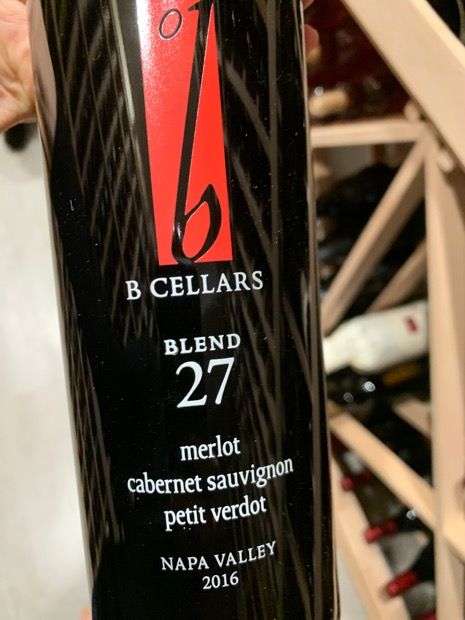 b
B CELLARS
BLEND
27
merlot
cabernet sauvignon
petit verdot
NAPA VALLEY
2016